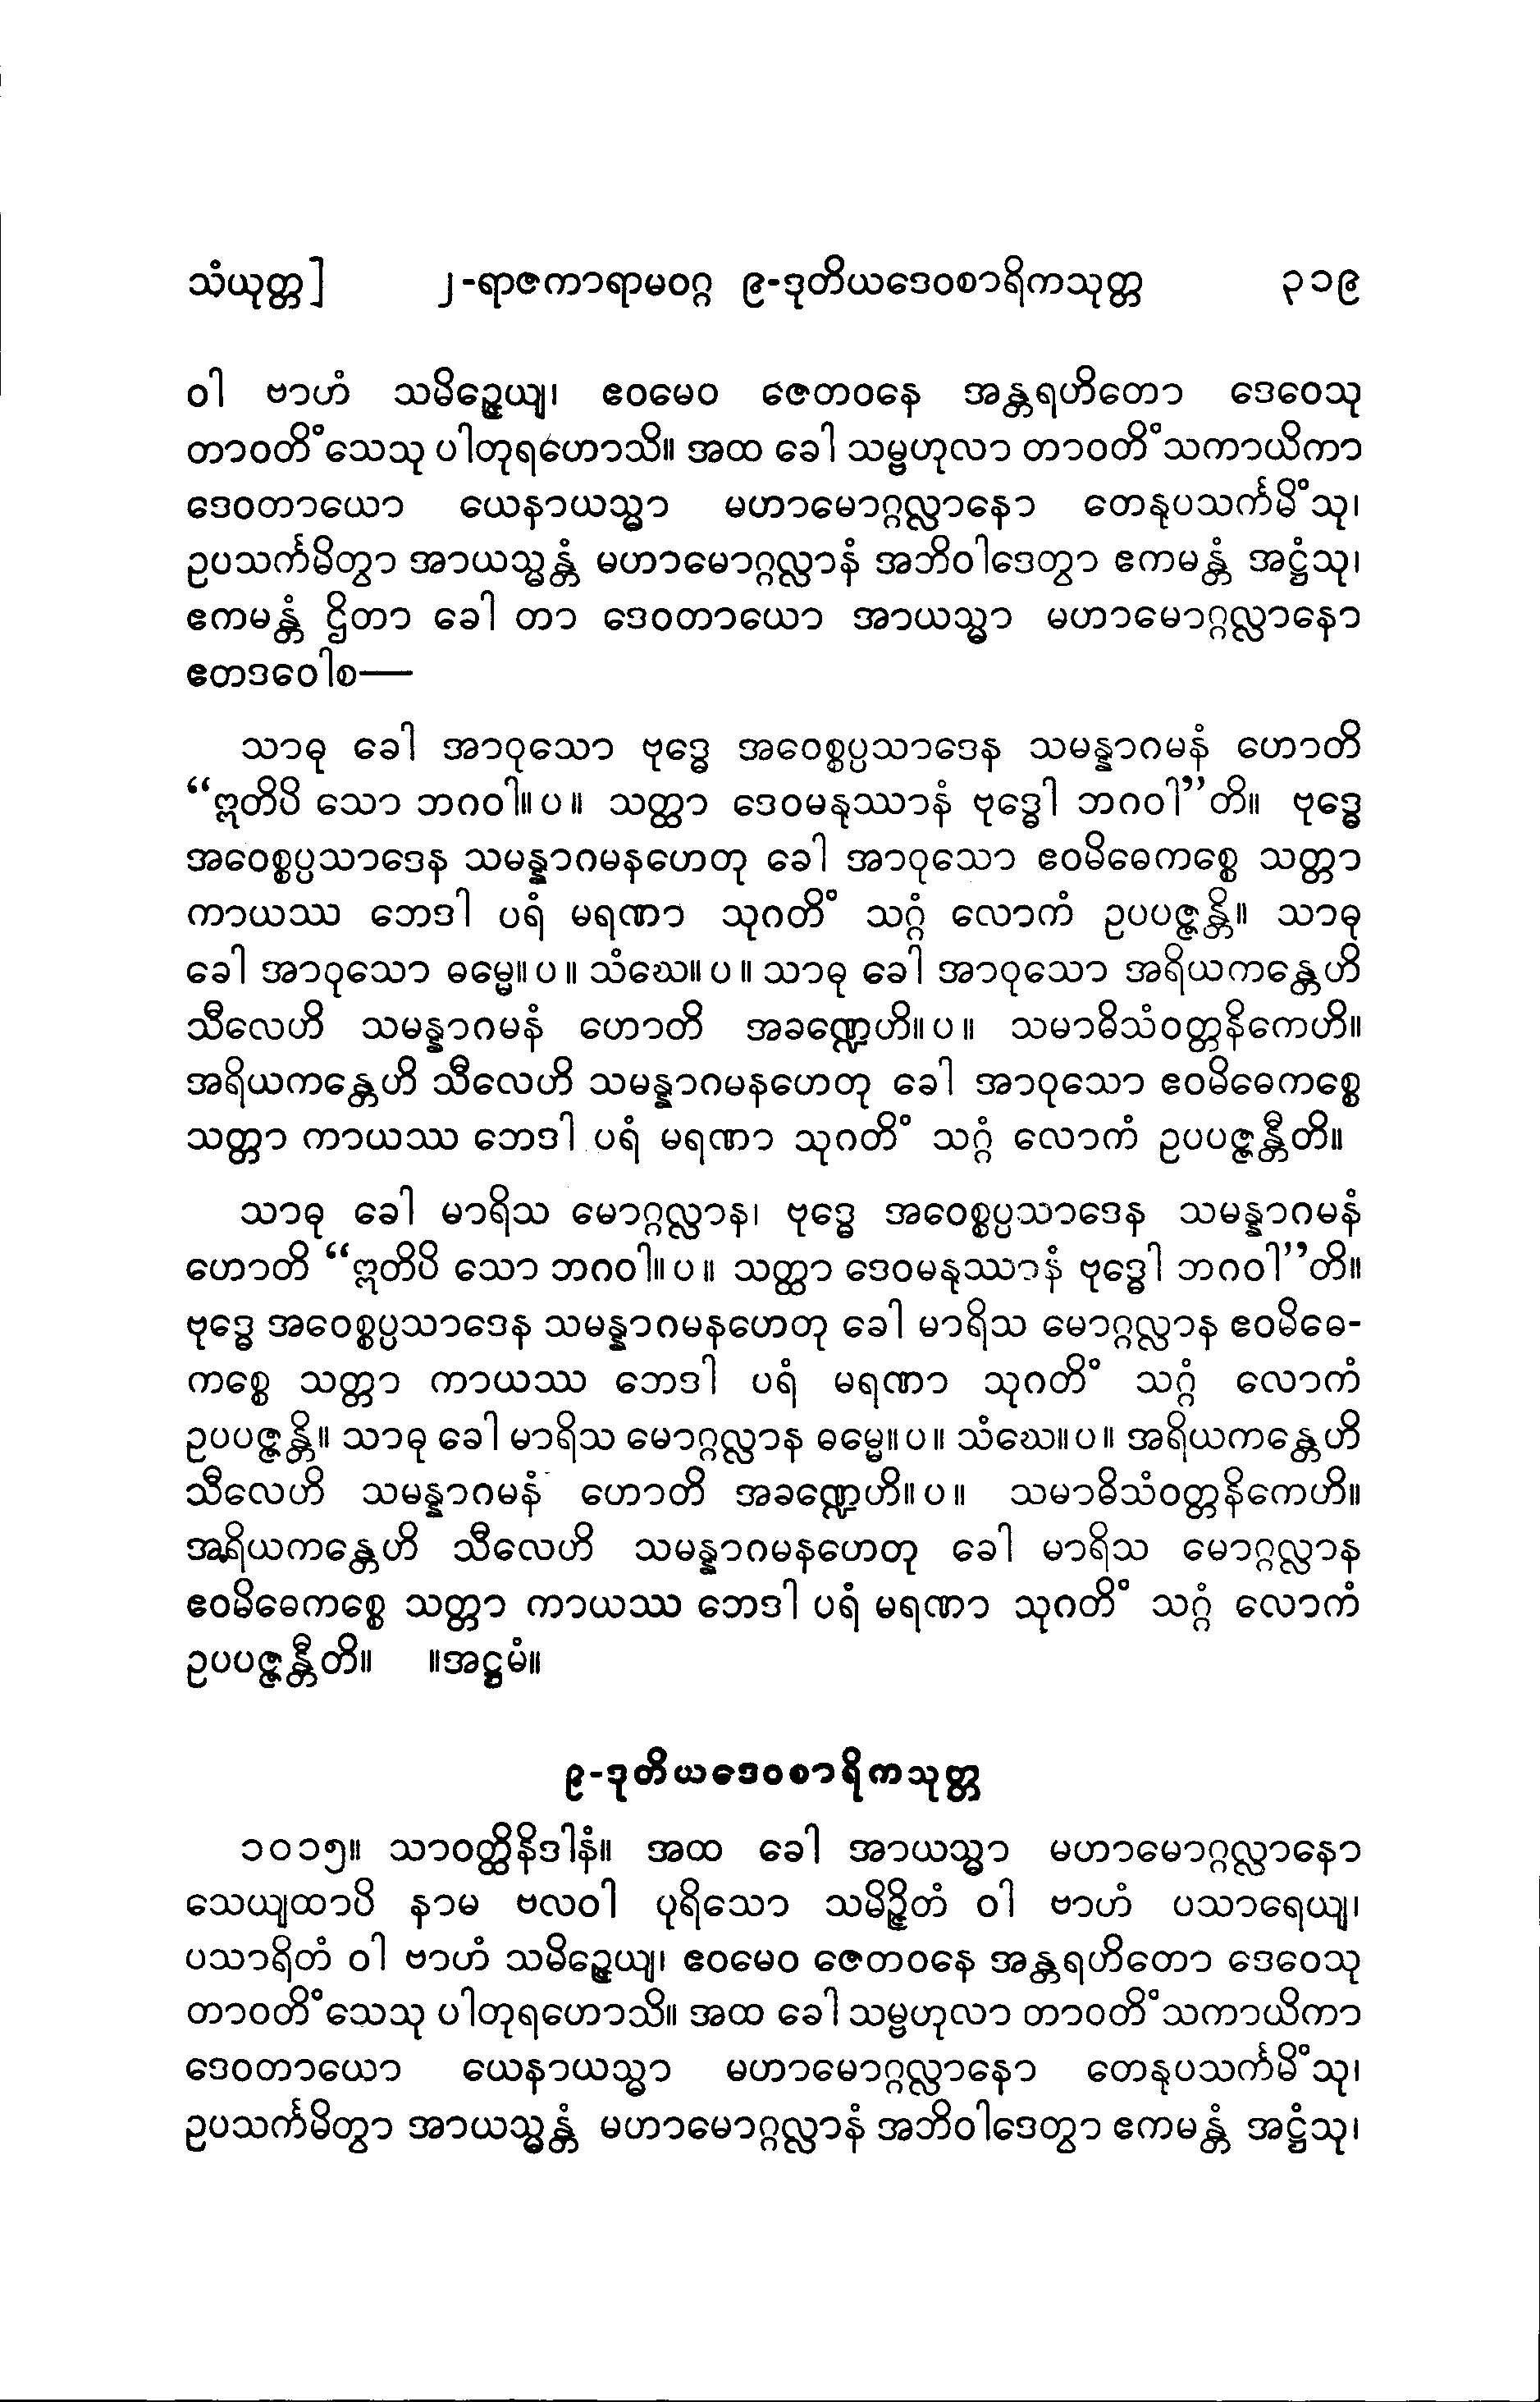 သံယုတ္တ] ၂-ရာဇကာရာမဝဂ္ဂ ၉-ဒုတိယဒေဝစာရိကသုတ္တ ၃၁၉
ဝါ ဗာဟံ သမိဉ္ဇေယျ၊ ဧဝမေဝ ဇေတဝနေ အန္တရဟိတော ဒေဝေသု
တာဝတိံသေသု ပါတုရဟောသိ။ အထ ခေါ သမ္ဗဟုလာ တာဝတိံသကာယိကာ
ဒေဝတာယော ယေနာယသ္မာ မဟာမောဂ္ဂလ္လာနော တေနုပသင်္ကမိံသု၊
ဥပသင်္ကမိတွာ အာယသ္မန္တံ မဟာမောဂ္ဂလ္လာနံ အဘိဝါဒေတွာ ဧကမန္တံ အဋ္ဌံသု၊
ဧကမန္တံ ဌိတာ ခေါ တာ ဒေဝတာယော အာယသ္မာ မဟာမောဂ္ဂလ္လာနော
ဧတဒဝေါစ—
သာဓု ခေါ အာဝုသော ဗုဒ္ဓေ အဝေစ္စပ္ပသာဒေန သမန္နာဂမနံ ဟောတိ
“ဣတိပိ သော ဘဂဝါ။ပ။ သတ္ထာ ဒေဝမနုဿာနံ ဗုဒ္ဓေါ ဘဂဝါ”တိ။ ဗုဒ္ဓေ
အဝေစ္စပ္ပသာဒေန သမန္နာဂမနဟေတု ခေါ အာဝုသော ဧဝမိဓေကစ္စေ သတ္တာ
ကာယဿ ဘေဒါ ပရံ မရဏာ သုဂတိံ သဂ္ဂံ လောကံ ဥပပဇ္ဇန္တိ။ သာဓု
ခေါ အာဝုသော ဓမ္မေ။ပ။ သံဃေ။ပ။ သာဓု ခေါ အာဝုသော အရိယကန္တေဟိ
သီလေဟိ သမန္နာဂမနံ ဟောတိ အခဏ္ဍေဟိ။ပ။ သမာဓိသံဝတ္တနိကေဟိ။
အရိယကန္တေဟိ သီလေဟိ သမန္နာဂမနဟေတု ခေါ အာဝုသော ဧဝမိဓေကစ္စေ
သတ္တာ ကာယဿ ဘေဒါ ပရံ မရဏာ သုဂတိံ သဂ္ဂံ လောကံ ဥပပဇ္ဇန္တီတိ။
သာဓု ခေါ မာရိသ မောဂ္ဂလ္လာန၊ ဗုဒ္ဓေ အဝေစ္စပ္ပသာဒေန သမန္နာဂမနံ
ဟောတိ “ဣတိပိ သော ဘဂဝါ။ပ။ သတ္ထာ ဒေဝမနုဿာနံ ဗုဒ္ဓေါ ဘဂဝါ”တိ။
ဗုဒ္ဓေ အဝေစ္စပ္ပသာဒေန သမန္နာဂမနဟေတု ခေါ မာရိသ မောဂ္ဂလ္လာန ဧဝမိဓေ-
ကစ္စေ သတ္တာ ကာယဿ ဘေဒါ ပရံ မရဏာ သုဂတိံ သဂ္ဂံ လောကံ
ဥပပဇ္ဇန္တိ။ သာဓု ခေါ မာရိသ မောဂ္ဂလ္လာန ဓမ္မေ။ပ။ သံဃေ။ပ။ အရိယကန္တေဟိ
သီလေဟိ သမန္နာဂမနံ ဟောတိ အခဏ္ဍေဟိ။ပ။ သမာဓိသံဝတ္တနိကေဟိ။
အရိယကန္တေဟိ သီလေဟိ သမန္နာဂမနဟေတု ခေါ မာရိသ မောဂ္ဂလ္လာန
ဧဝမိဓေကစ္စေ သတ္တာ ကာယဿ ဘေဒါ ပရံ မရဏာ သုဂတိံ သဂ္ဂံ လောကံ
ဥပပဇ္ဇန္တီတိ။ ။အဋ္ဌမံ။
၉-ဒုတိယဒေဝစာရိကသုတ္တ
၁၀၁၅။ သာဝတ္ထိနိဒါနံ။ အထ ခေါ အာယသ္မာ မဟာမောဂ္ဂလ္လာနော
သေယျထာပိ နာမ ဗလဝါ ပုရိသော သမိဉ္ဇိတံ ဝါ ဗာဟံ ပသာရေယျ၊
ပသာရိတံ ဝါ ဗာဟံ သမိဉ္ဇေယျ၊ ဧဝမေဝ ဇေတဝနေ အန္တရဟိတော ဒေဝေသု
တာဝတိံသေသု ပါတုရဟောသိ။ အထ ခေါ သမ္ဗဟုလာ တာဝတိံသကာယိကာ
ဒေဝတာယော ယေနာယသ္မာ မဟာမောဂ္ဂလ္လာနော တေနုပသင်္ကမိံသု၊
ဥပသင်္ကမိတွာ အာယသ္မန္တံ မဟာမောဂ္ဂလ္လာနံ အဘိဝါဒေတွာ ဧကမန္တံ အဋ္ဌံသု၊